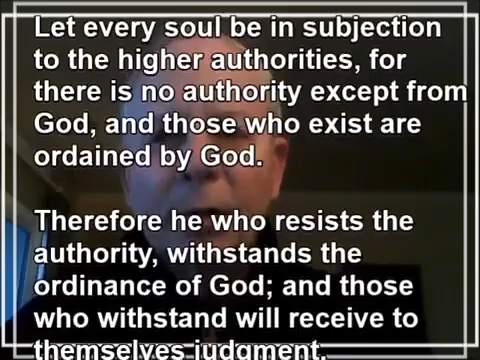 Let every soul be in subjection
to the higher authorities, for
there is no authority except from
God, and those who exist are
ordained by God.
Therefore he who resists the
authority, withstands the
ordinance of God; and those
who withstand will receive to
themselves judgment.